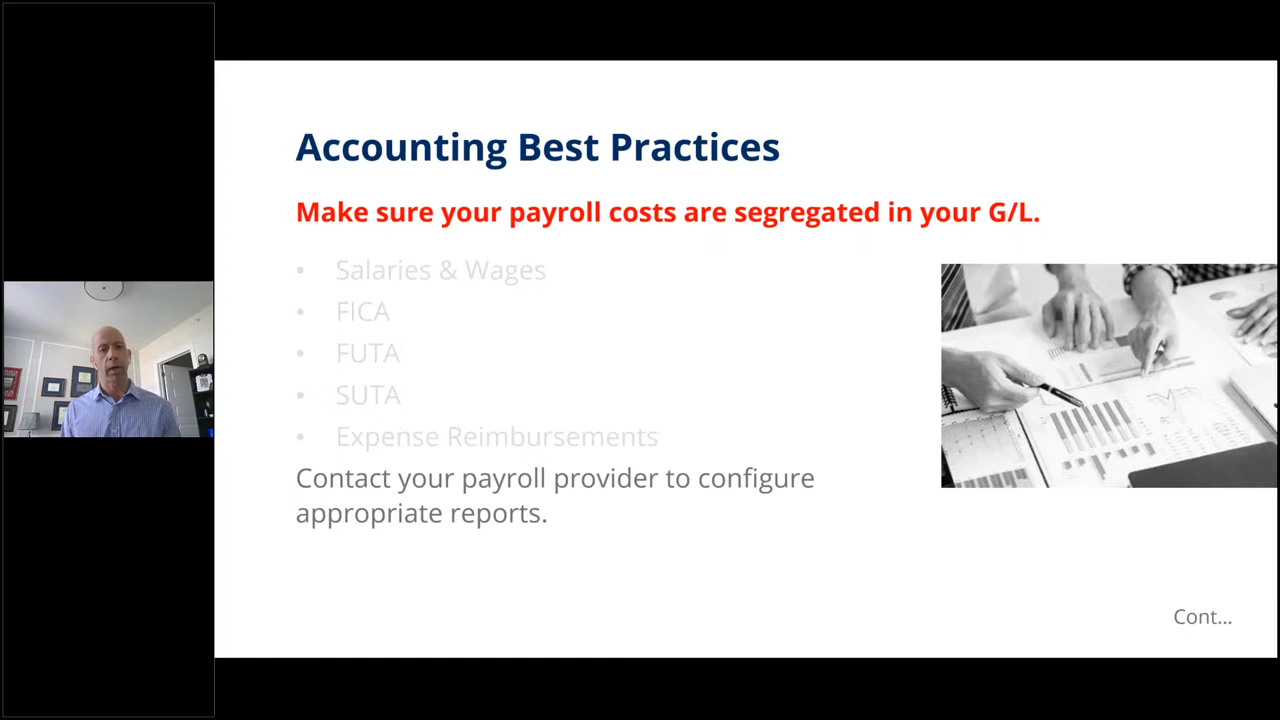 Accounting Best Practices
Make sure your payroll costs are segregated in your G/L.
• Salaries & Wages
• FICA
• FUTA
• SUTA
• Expense Reimbursements
Contact your payroll provider to configure
appropriate reports.
Cont...